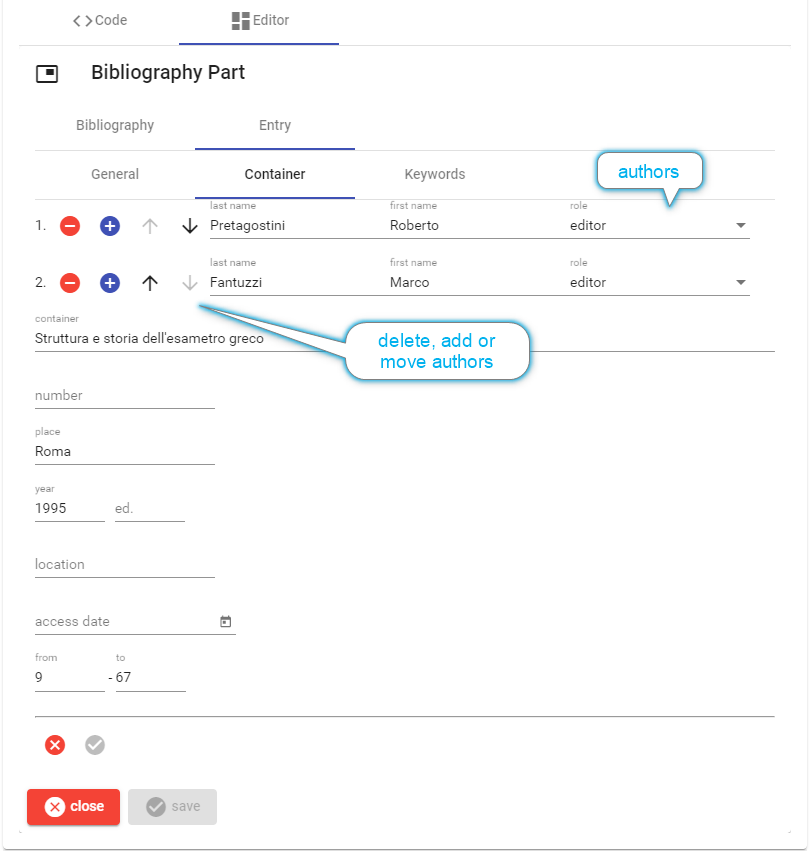 Code Editor
Bibliography Part
Bibliography Entry
General Container Keywords
authors
last name first name role
1. Pretagostini Roberto editor
last name first name role
2. Fantuzzi Marco editor
container
Struttura e storia dell'esametro greco
delete, add or
move authors
number
place
Roma
year
1995 ed.
location
access date
from to
9 - 67
close save